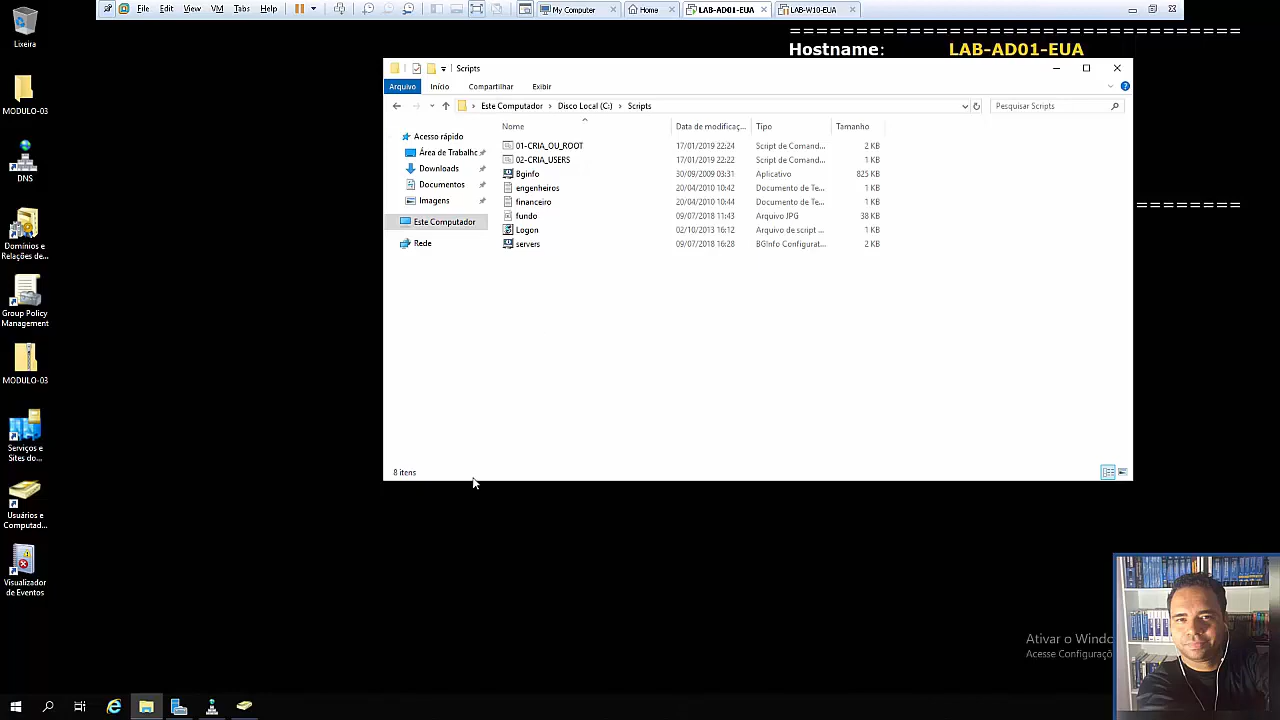 File Edit View VM Tabs Help
My Computer
Home
LAB-AD01-EUA
LAB-W10-EUA
========================================
Hostname: LAB-AD01-EUA
Lixeira
MODULO-03
DNS
Domínios e
Relações de...
Group Policy
Management
MODULO-03
Serviços e
Sites do...
Usuários e
Computad...
Visualizador
de Eventos
Scripts
Arquivo Início Compartilhar Exibir
Este Computador Disco Local (C:) Scripts
Pesquisar Scripts
Acesso rápido
Área de Trabalhc
Downloads
Documentos
Imagens
Este Computador
Rede
Nome Data de modificaç... Tipo Tamanho
01-CRIA_OU_ROOT 17/01/2019 22:24 Script de Comand... 2 KB
02-CRIA_USERS 17/01/2019 22:22 Script de Comand... 1 KB
Bginfo 30/09/2009 03:31 Aplicativo 825 KB
engenheiros 20/04/2010 10:42 Documento de Te... 1 KB
financeiro 20/04/2010 10:44 Documento de Te... 1 KB
fundo 09/07/2018 11:43 Arquivo JPG 38 KB
Logon 02/10/2013 16:12 Arquivo de script ... 1 KB
servers 09/07/2018 16:28 BGInfo Configurat... 2 KB
8 itens
=========
Ativar o Windo
Acesse Configuraçõ